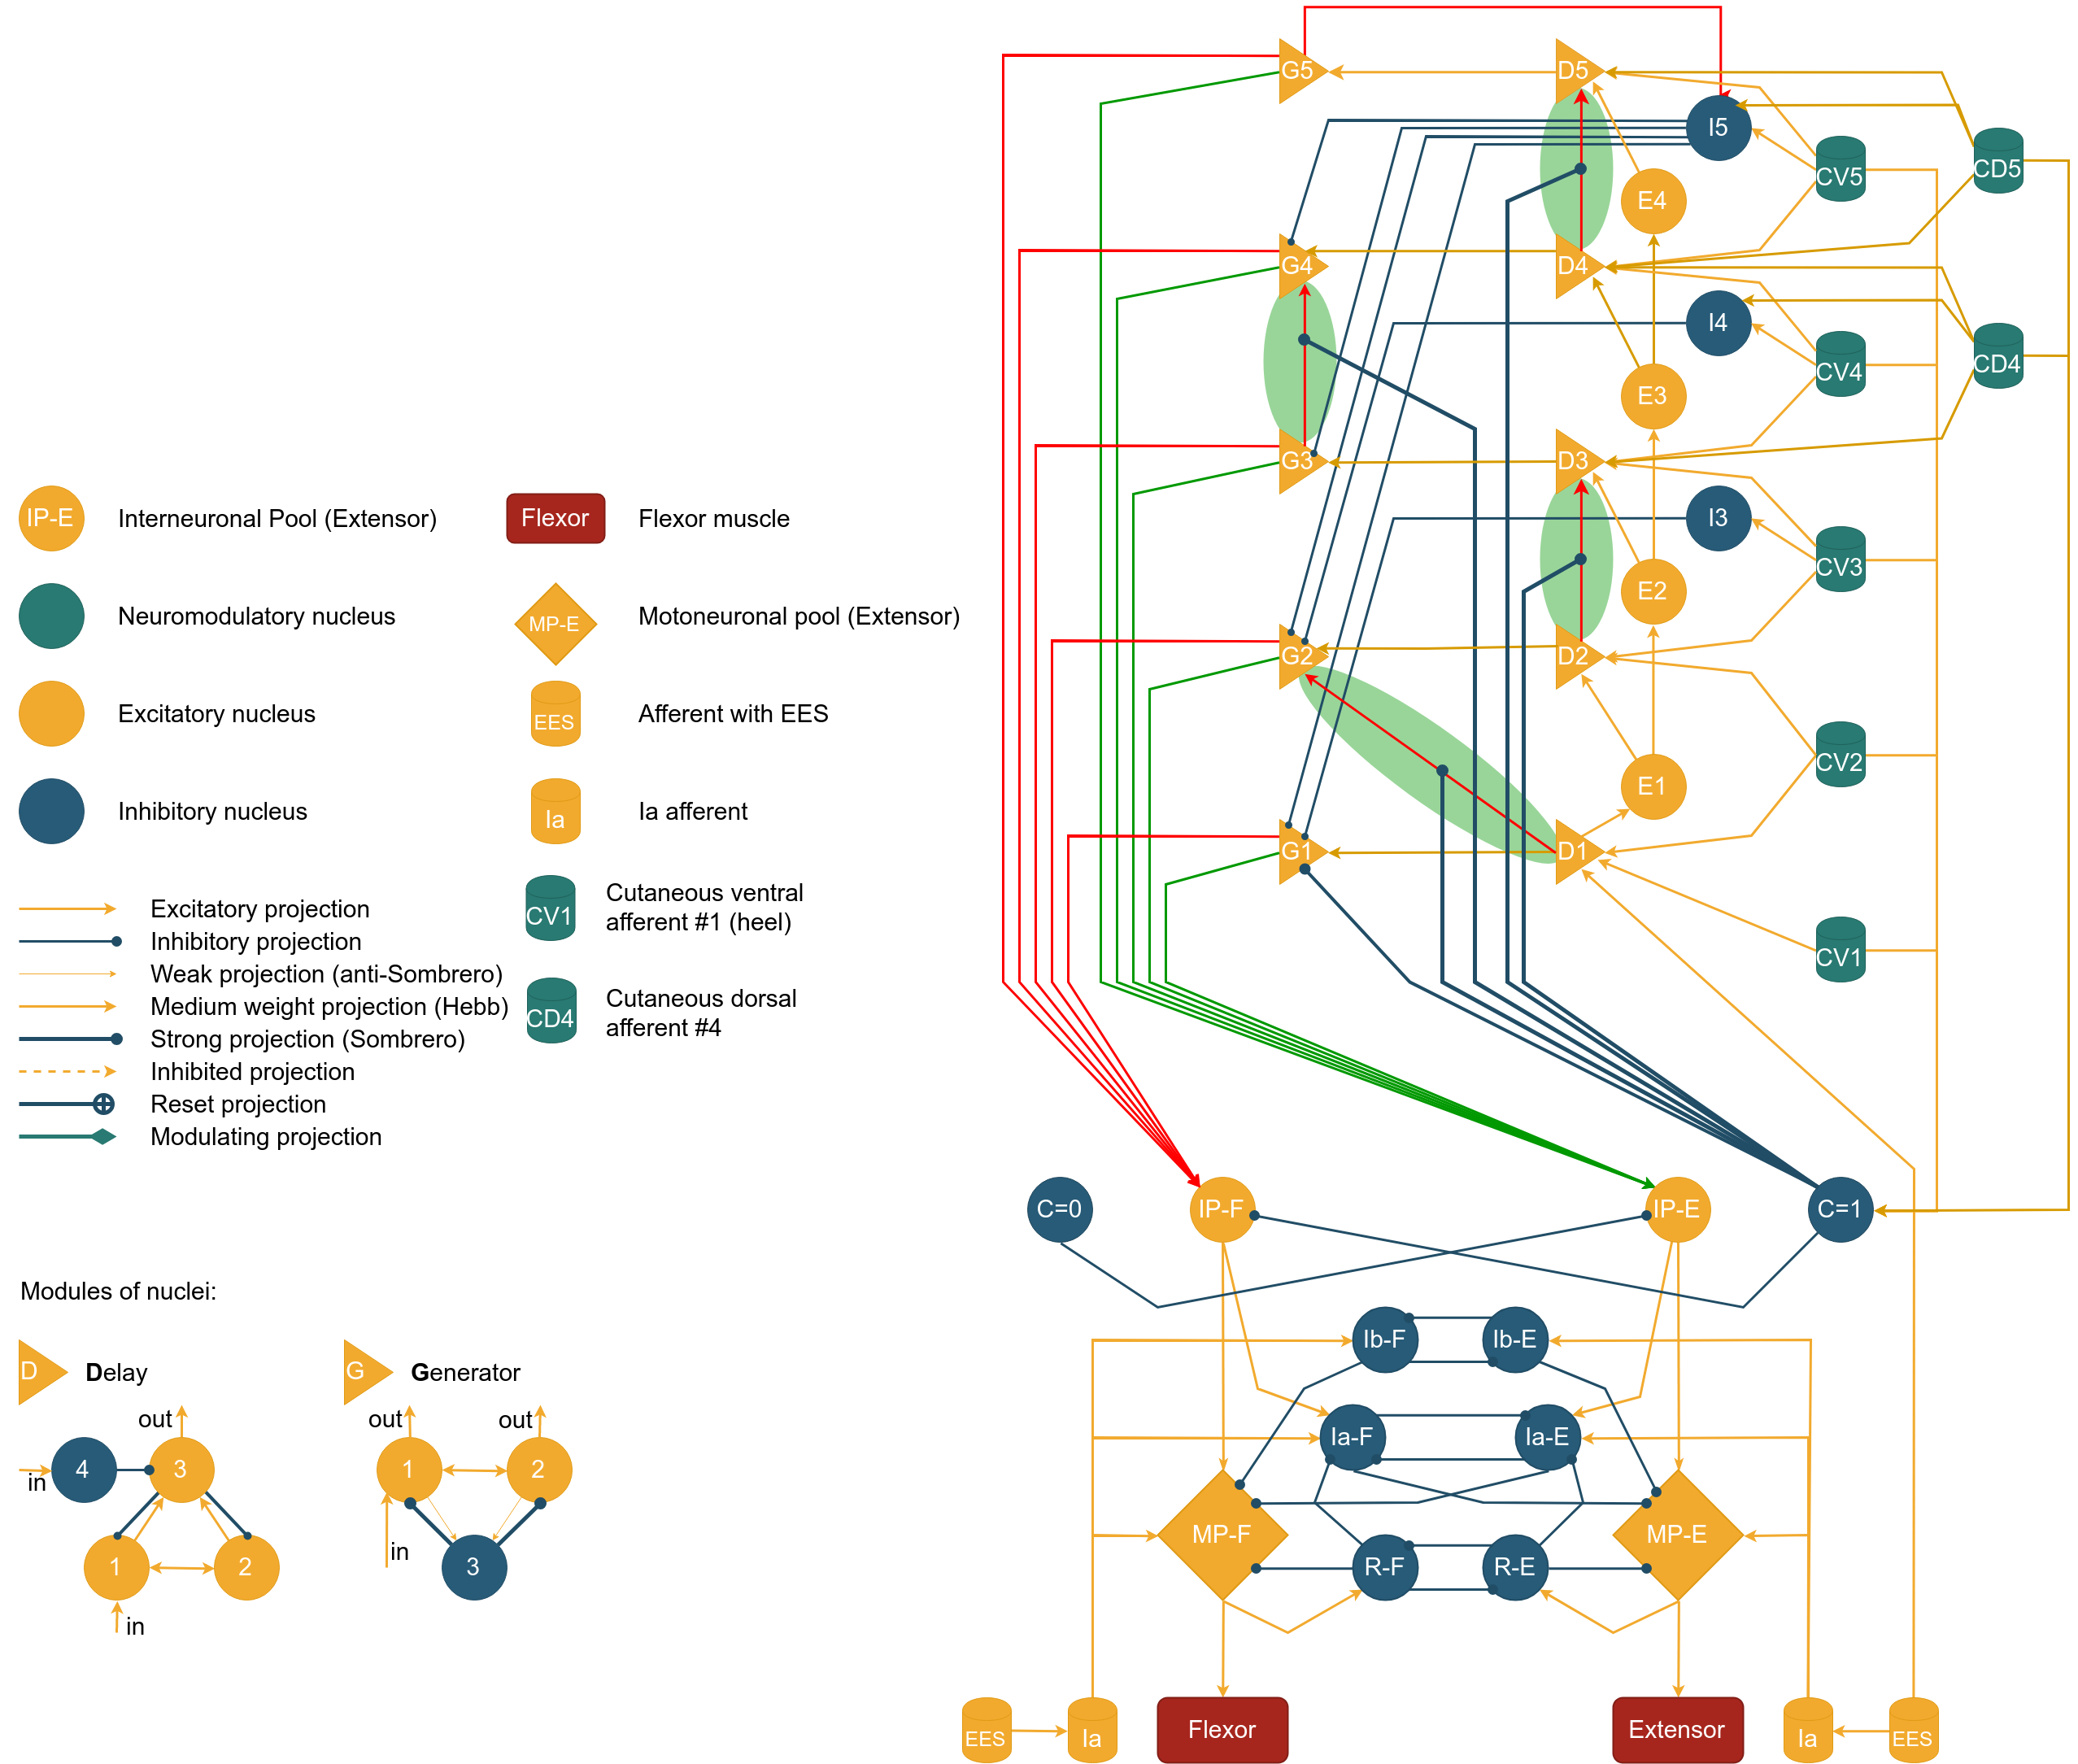 G5
D5
I5
CV5
CD5
E4
G4
D4
I4
CV4
CD4
E3
G3
D3
I3
CV3
E2
G2
D2
CV2
E1
G1
D1
CV1
IP-E Interneuronal Pool (Extensor)
Flexor Flexor muscle
Neuromodulatory nucleus
MP-E Motoneuronal pool (Extensor)
Excitatory nucleus
EES Afferent with EES
Inhibitory nucleus
Ia Ia afferent
CV1 Cutaneous ventral
afferent #1 (heel)
CD4 Cutaneous dorsal
afferent #4
Excitatory projection
Inhibitory projection
Weak projection (anti-Sombrero)
Medium weight projection (Hebb)
Strong projection (Sombrero)
Inhibited projection
Reset projection
Modulating projection
C=0
IP-F
IP-E
C=1
Ib-F
Ib-E
Ia-F
Ia-E
MP-F
MP-E
R-F
R-E
EES
Ia
Flexor
Extensor
Ia
EES
Modules of nuclei:
D Delay
out
4
3
in
1
2
in
G Generator
out
out
1
2
in
3